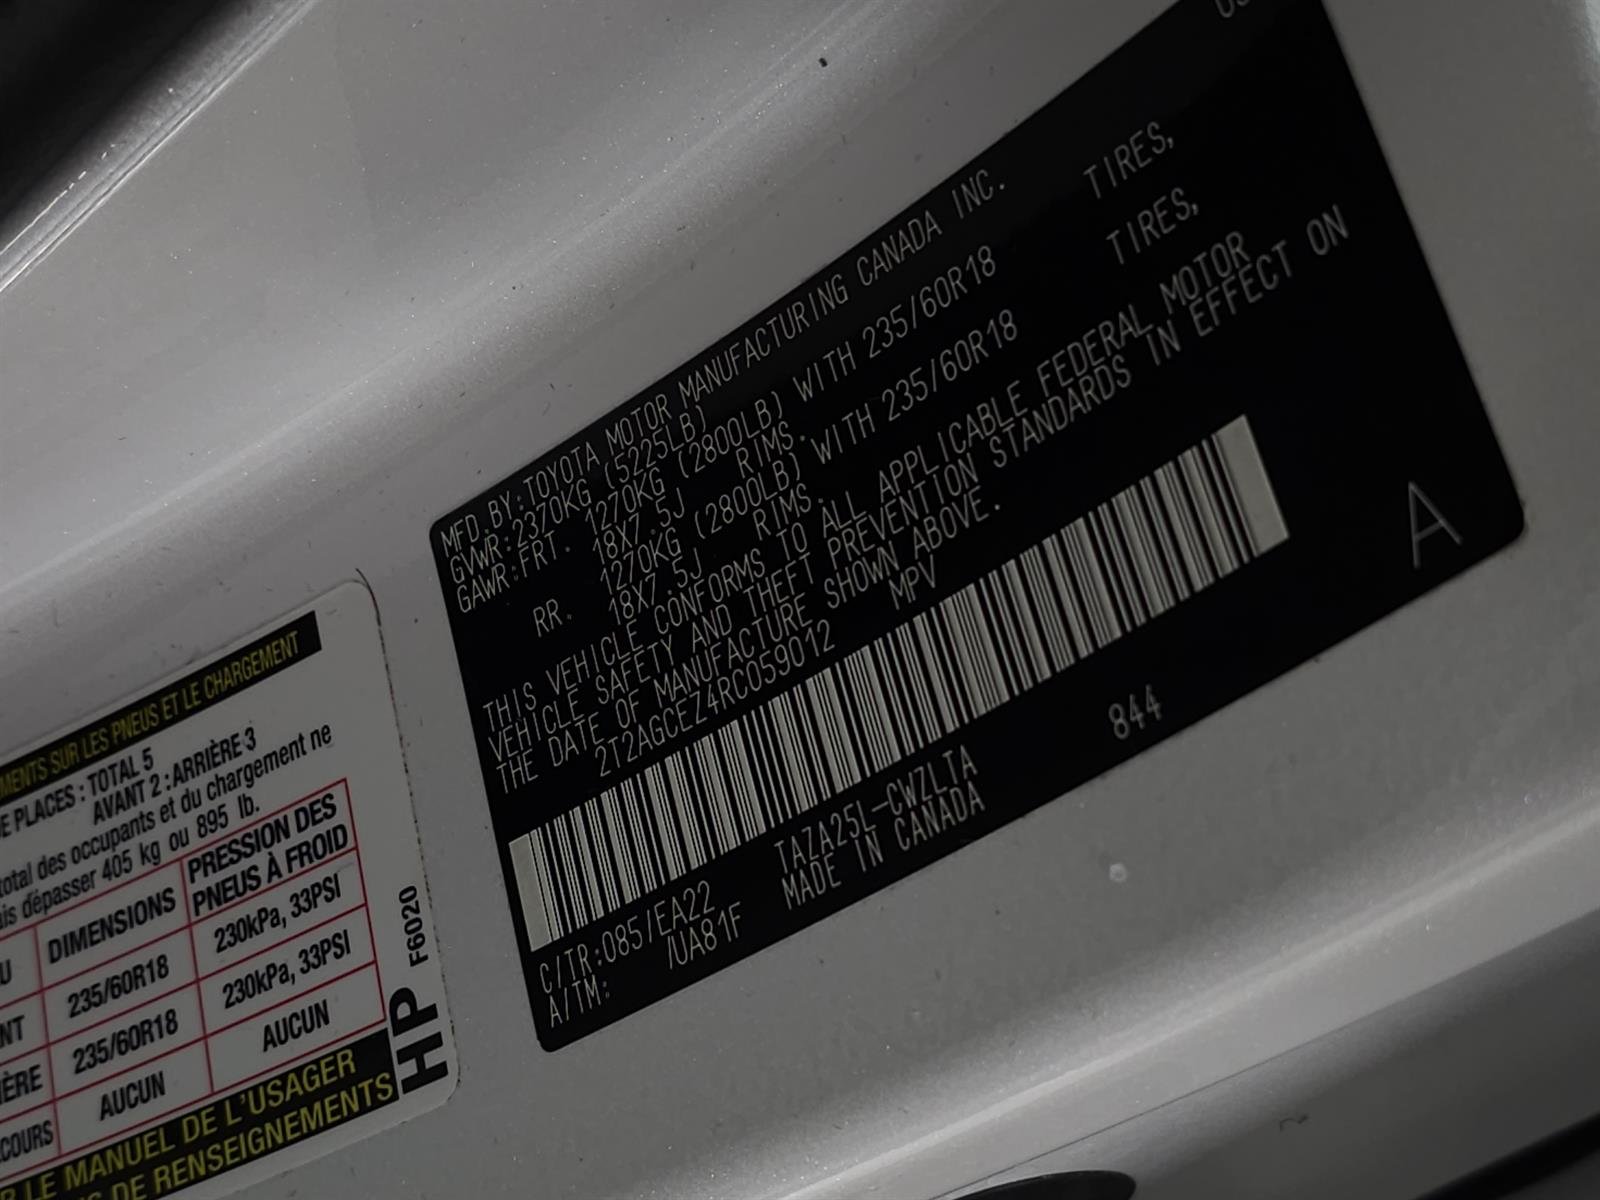 MFD.BY:TOYOTA MOTOR MANUFACTURING CANADA INC.
GVWR:2370KG (5225LB)
GAWR:FRT. 1270KG (2800LB) WITH 235/60R18 TIRES,
18X7.5J RIMS.
RR. 1270KG (2800LB) WITH 235/60R18 TIRES,
18X7.5J RIMS.
THIS VEHICLE CONFORMS TO ALL APPLICABLE FEDERAL MOTOR
VEHICLE SAFETY AND THEFT PREVENTION STANDARDS IN EFFECT ON
THE DATE OF MANUFACTURE SHOWN ABOVE.
2T2AGCEZ4RC059012 MPV
A
C/TR:085/EA22 TAZA25L-CWZLTA 844
A/TM: /UA81F MADE IN CANADA
SUR LES PNEUS ET LE CHARGEMENT
PLACES : TOTAL 5
AVANT 2 : ARRIÈRE 3
total des occupants et du chargement ne
dépasser 405 kg ou 895 lb.
DIMENSIONS PRESSION DES
PNEUS À FROID
235/60R18 230kPa, 33PSI
235/60R18 230kPa, 33PSI
AUCUN AUCUN
LE MANUEL DE L'USAGER
DE RENSEIGNEMENTS
HP F6020